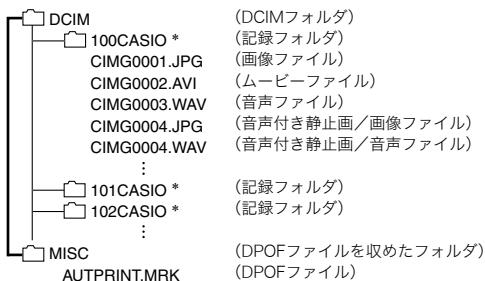 DCIM （DCIMフォルダ）
100CASIO * （記録フォルダ）
CIMG0001.JPG （画像ファイル）
CIMG0002.AVI （ムービーファイル）
CIMG0003.WAV （音声ファイル）
CIMG0004.JPG （音声付き静止画／画像ファイル）
CIMG0004.WAV （音声付き静止画／音声ファイル）
⋮
101CASIO * （記録フォルダ）
102CASIO * （記録フォルダ）
⋮
MISC （DPOFファイルを収めたフォルダ）
AUTPRINT.MRK （DPOFファイル）